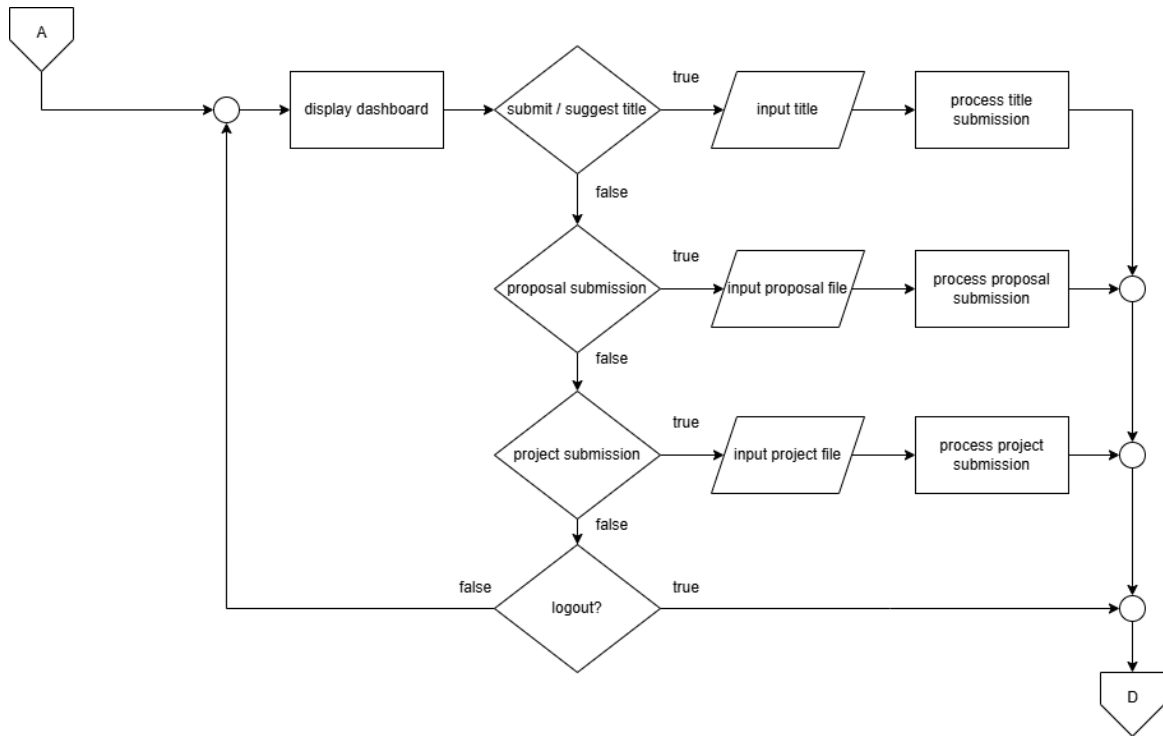 A
display dashboard
submit / suggest title
true
input title
process title
submission
false
proposal submission
true
input proposal file
process proposal
submission
false
project submission
true
input project file
process project
submission
false
false
logout?
true
D